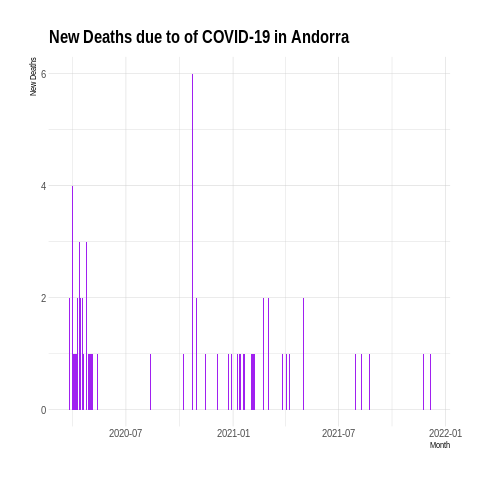 New Deaths due to of COVID-19 in Andorra
New Deaths
6
4
2
0
2020-07 2021-01 2021-07 2022-01
Month